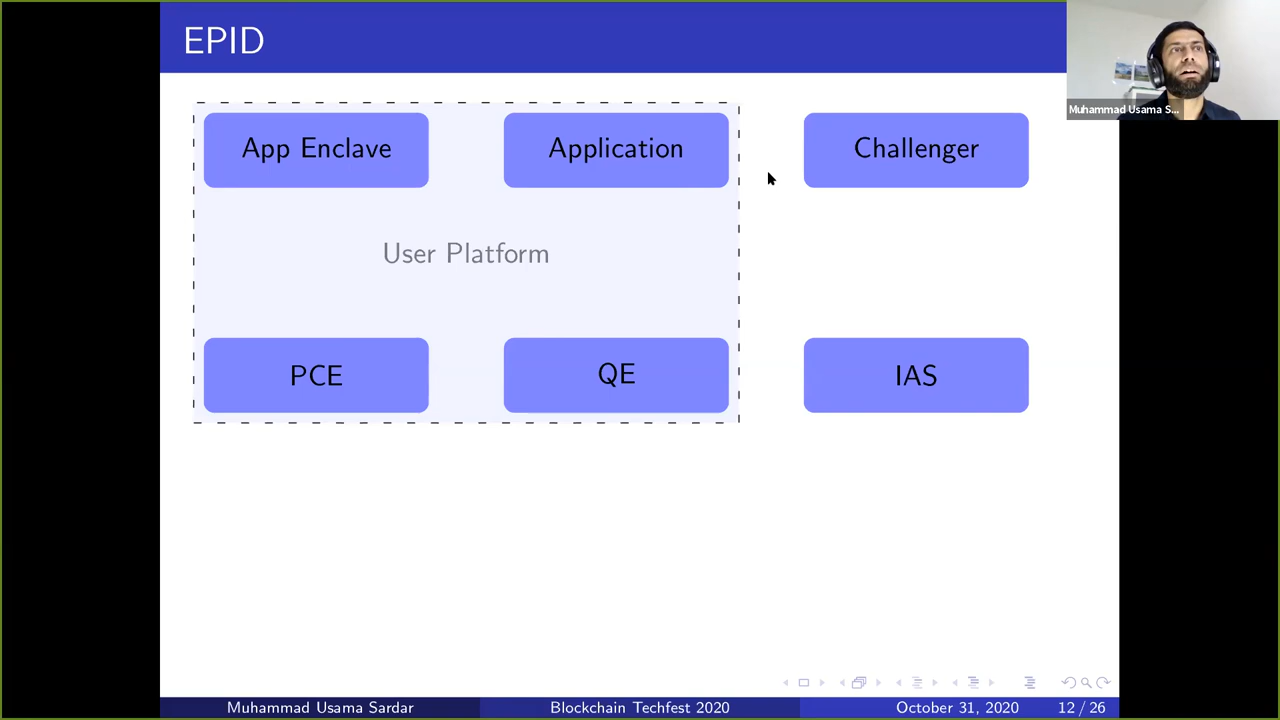 EPID
Muhammad Usama S...
App Enclave
Application
Challenger
User Platform
PCE
QE
IAS
Muhammad Usama Sardar
Blockchain Techfest 2020
October 31, 2020
12 / 26